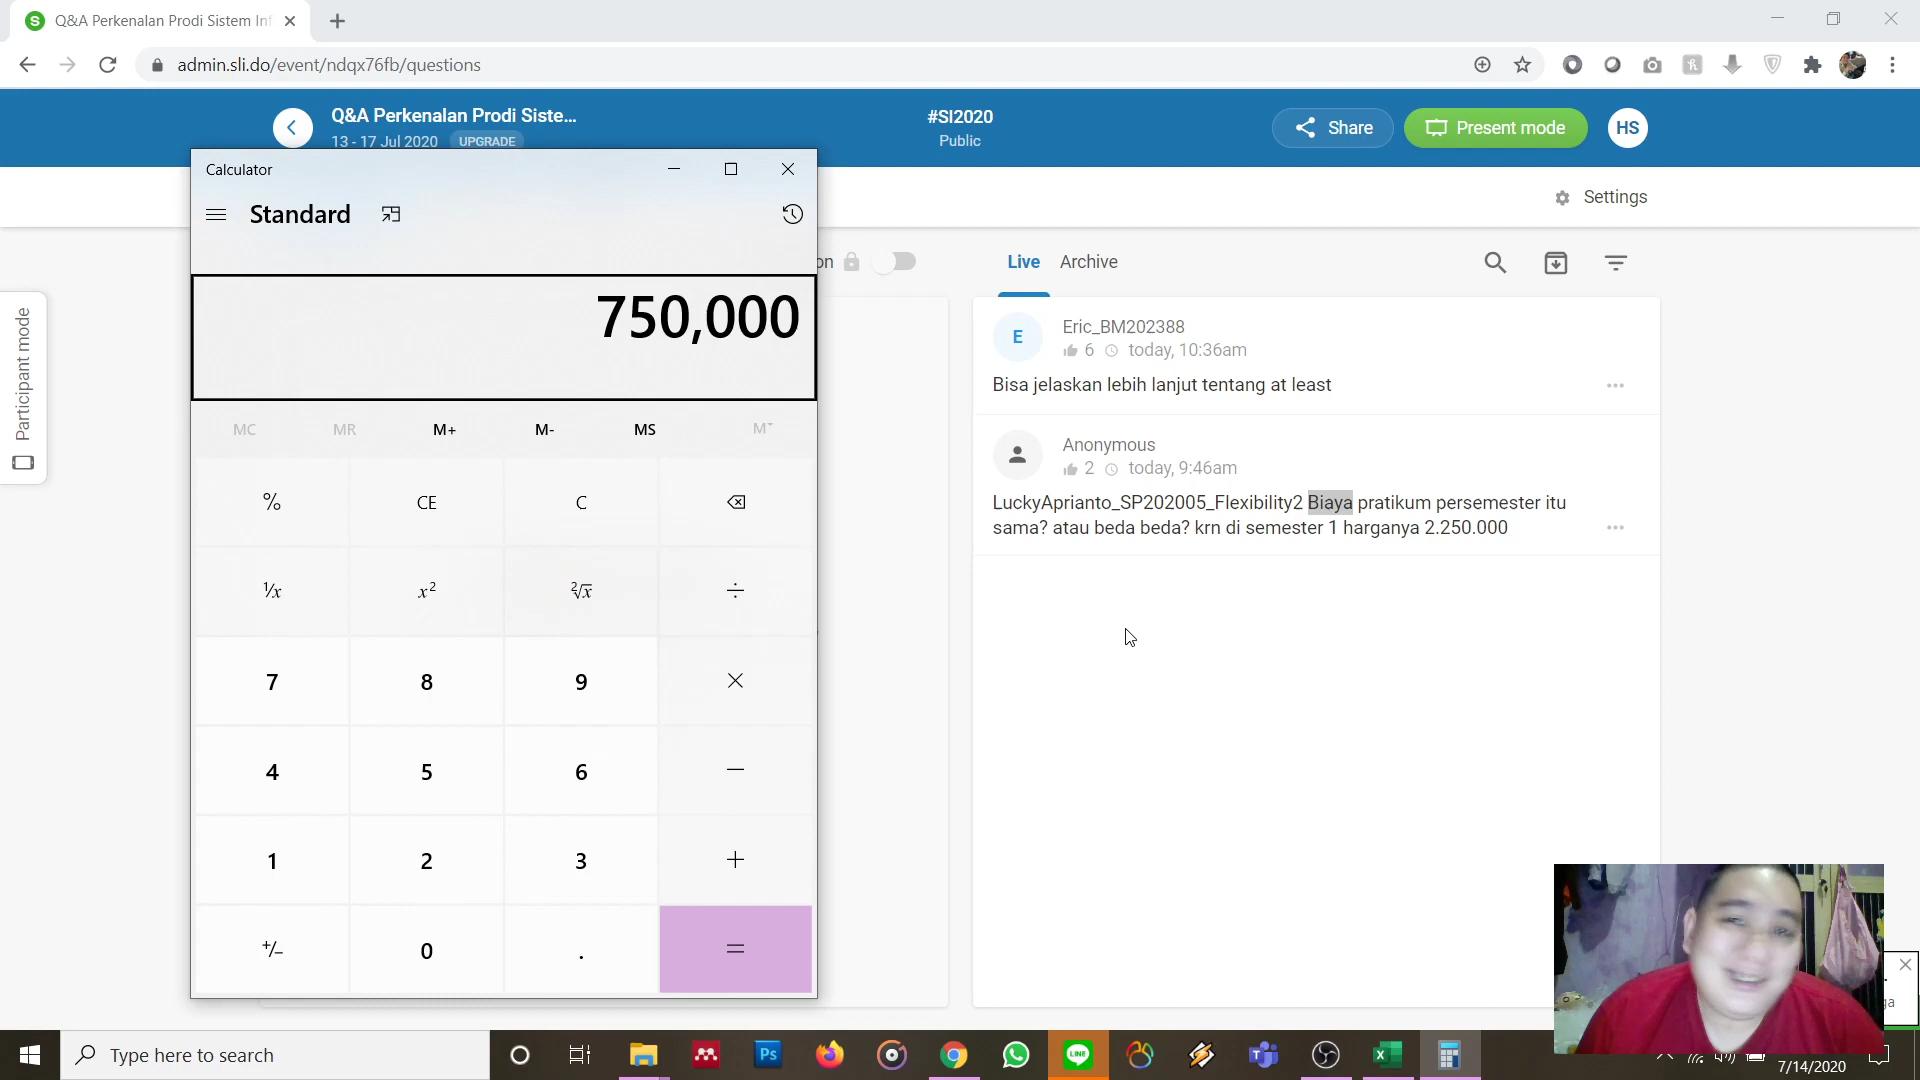 Q&A Perkenalan Prodi Sistem Inf
admin.sli.do/event/ndqx76fb/questions
Q&A Perkenalan Prodi Siste...
13 - 17 Jul 2020 UPGRADE
#SI2020
Public
Share
Present mode
HS
Settings
Participant mode
on
Live Archive
E
Eric_BM202388
6 today, 10:36am
Bisa jelaskan lebih lanjut tentang at least
Anonymous
2 today, 9:46am
LuckyAprianto_SP202005_Flexibility2 Biaya pratikum persemester itu
sama? atau beda beda? krn di semester 1 harganya 2.250.000
Calculator
Standard
750,000
MC MR M+ M- MS M˅
% CE C
¹/x x² ²√x ÷
7 8 9 ×
4 5 6 −
1 2 3 +
+/− 0 . =
Type here to search
Ps
LINE
7/14/2020